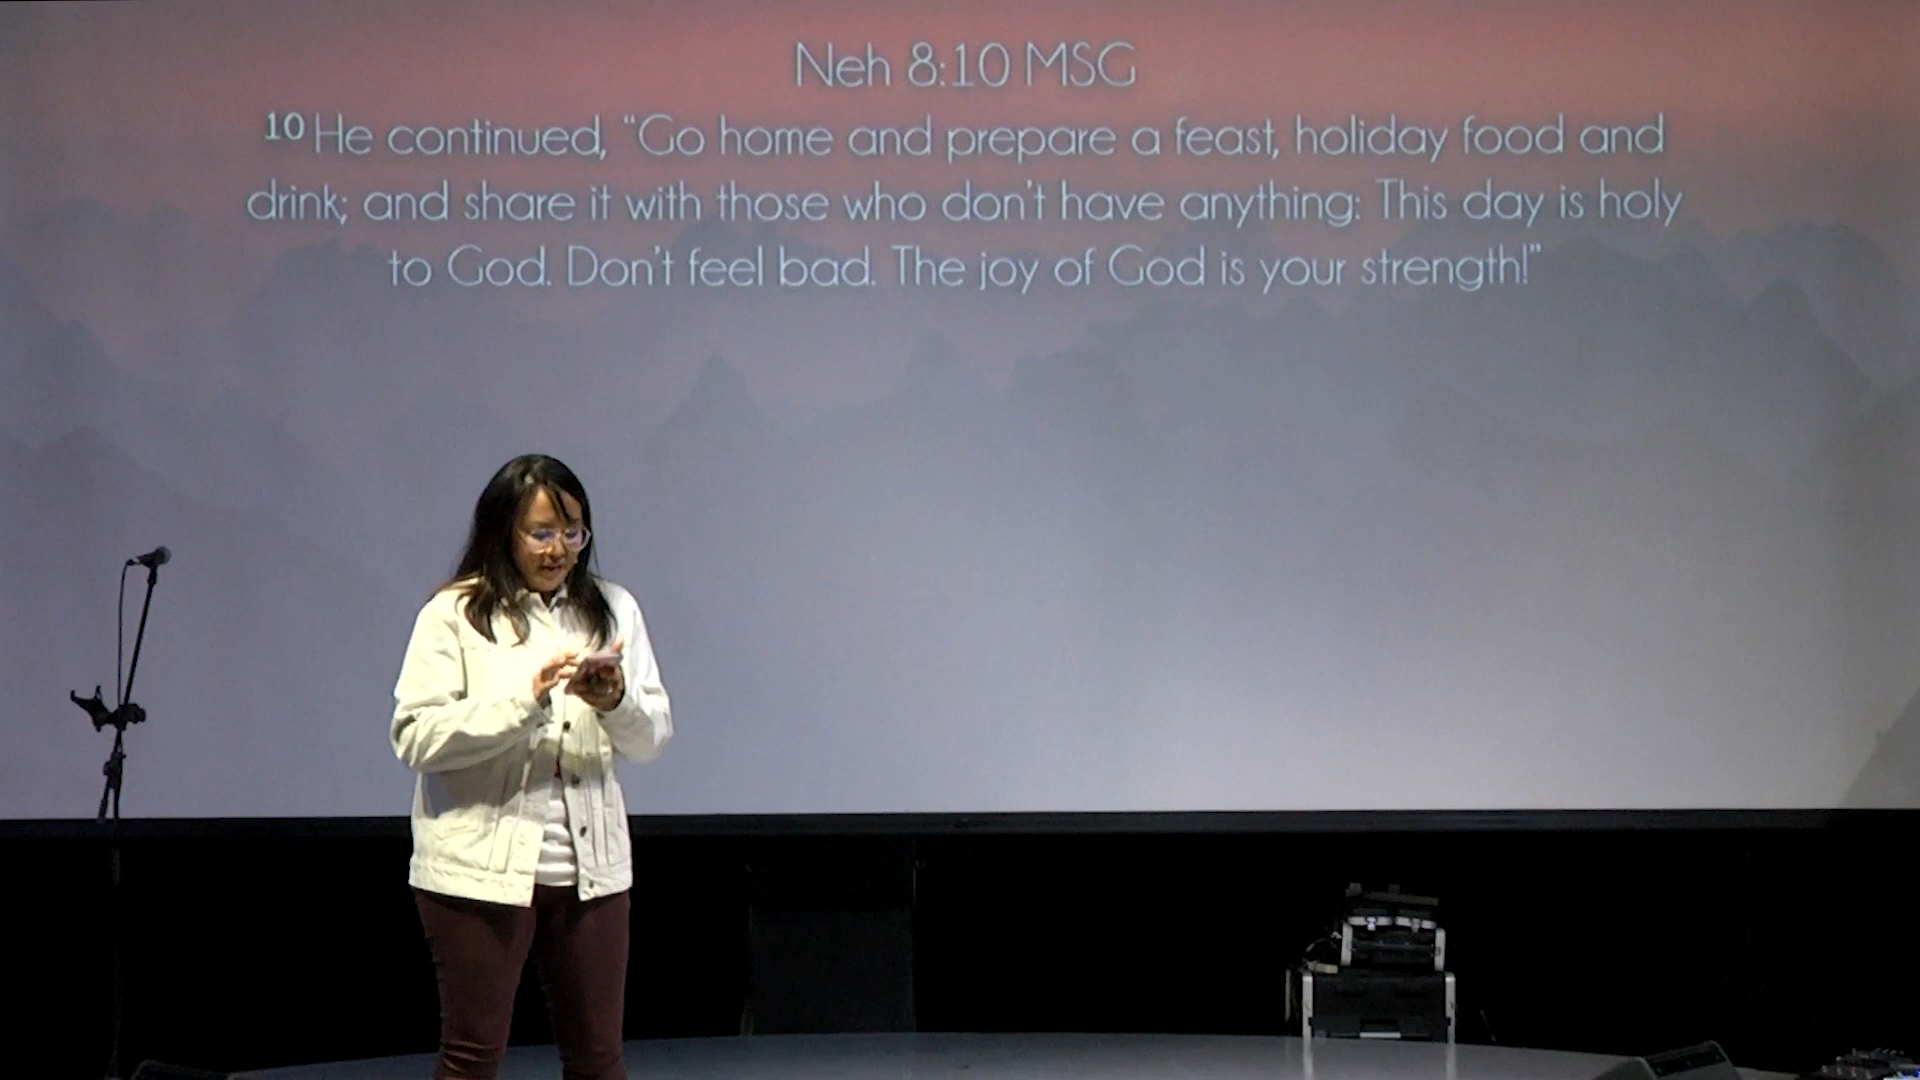 Neh 8:10 MSG
10 He continued, “Go home and prepare a feast, holiday food and
drink; and share it with those who don't have anything: This day is holy
to God. Don't feel bad. The joy of God is your strength!”